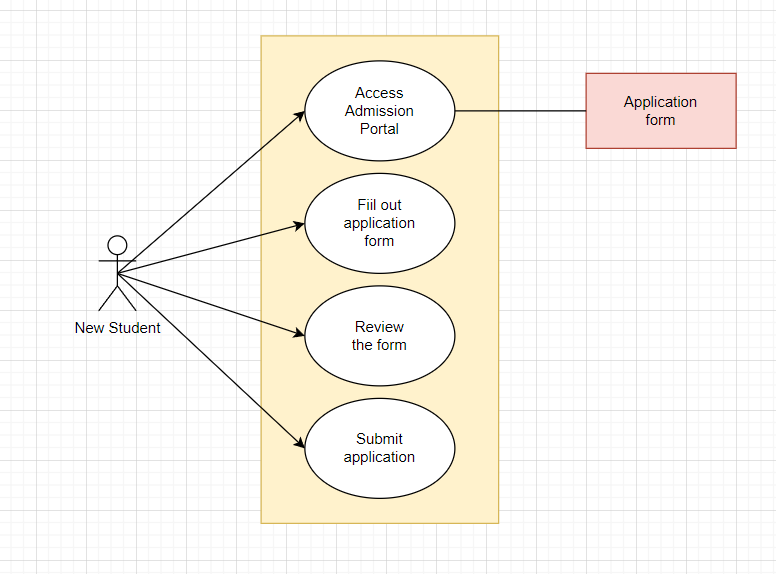 Access
Admission
Portal
Application
form
Fiil out
application
form
New Student
Review
the form
Submit
application